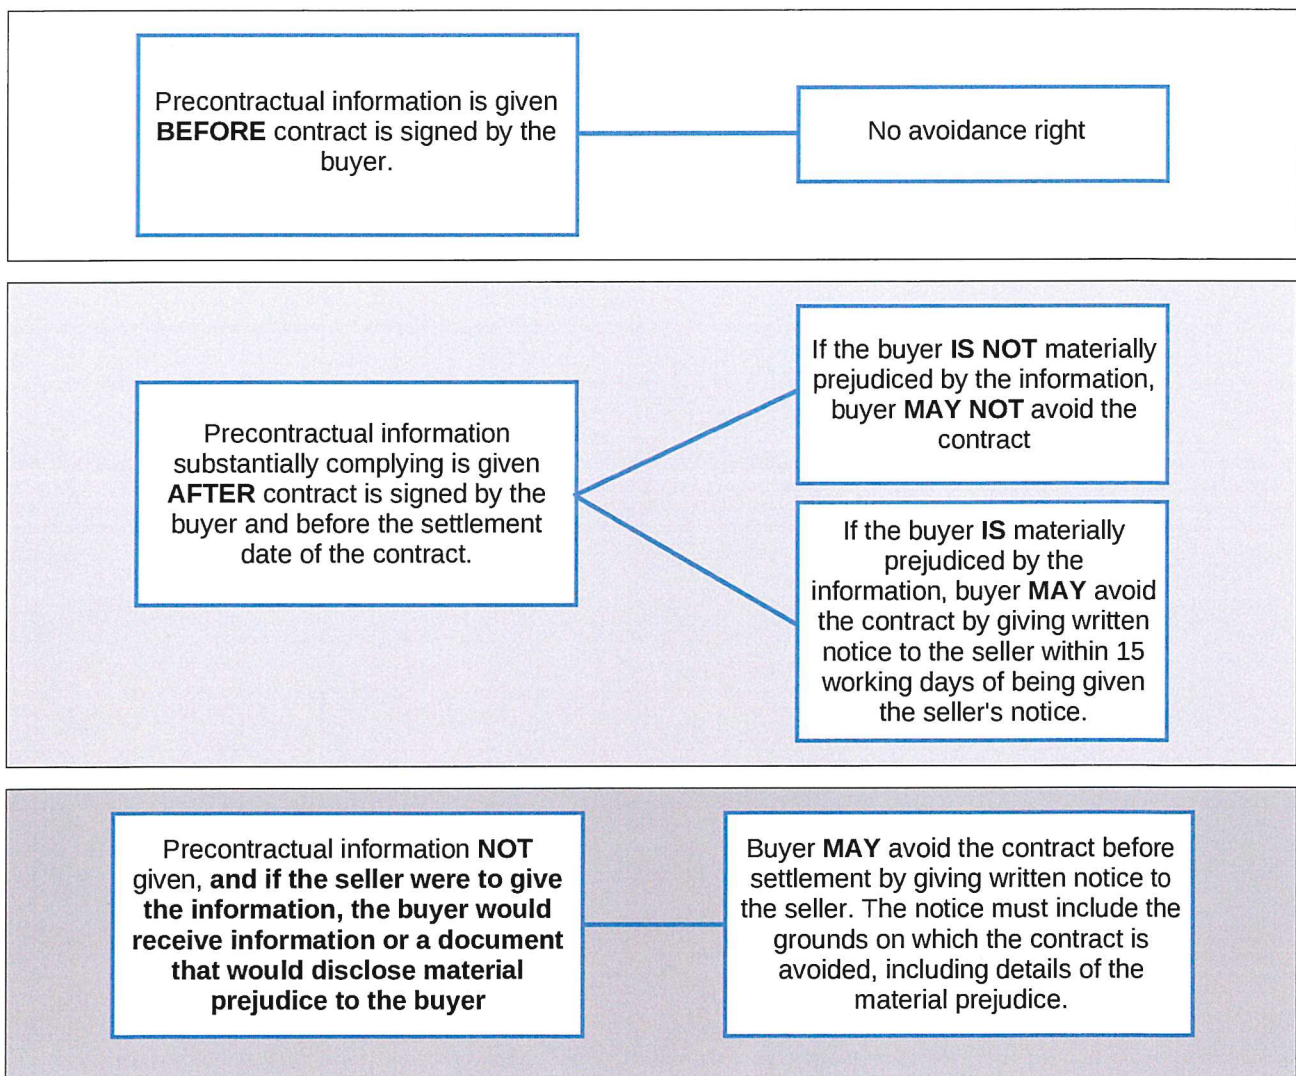 Precontractual information is given
BEFORE contract is signed by the
buyer.
No avoidance right
Precontractual information
substantially complying is given
AFTER contract is signed by the
buyer and before the settlement
date of the contract.
If the buyer IS NOT materially
prejudiced by the information,
buyer MAY NOT avoid the
contract
If the buyer IS materially
prejudiced by the
information, buyer MAY avoid
the contract by giving written
notice to the seller within 15
working days of being given
the seller's notice.
Precontractual information NOT
given, and if the seller were to give
the information, the buyer would
receive information or a document
that would disclose material
prejudice to the buyer
Buyer MAY avoid the contract before
settlement by giving written notice to
the seller. The notice must include the
grounds on which the contract is
avoided, including details of the
material prejudice.